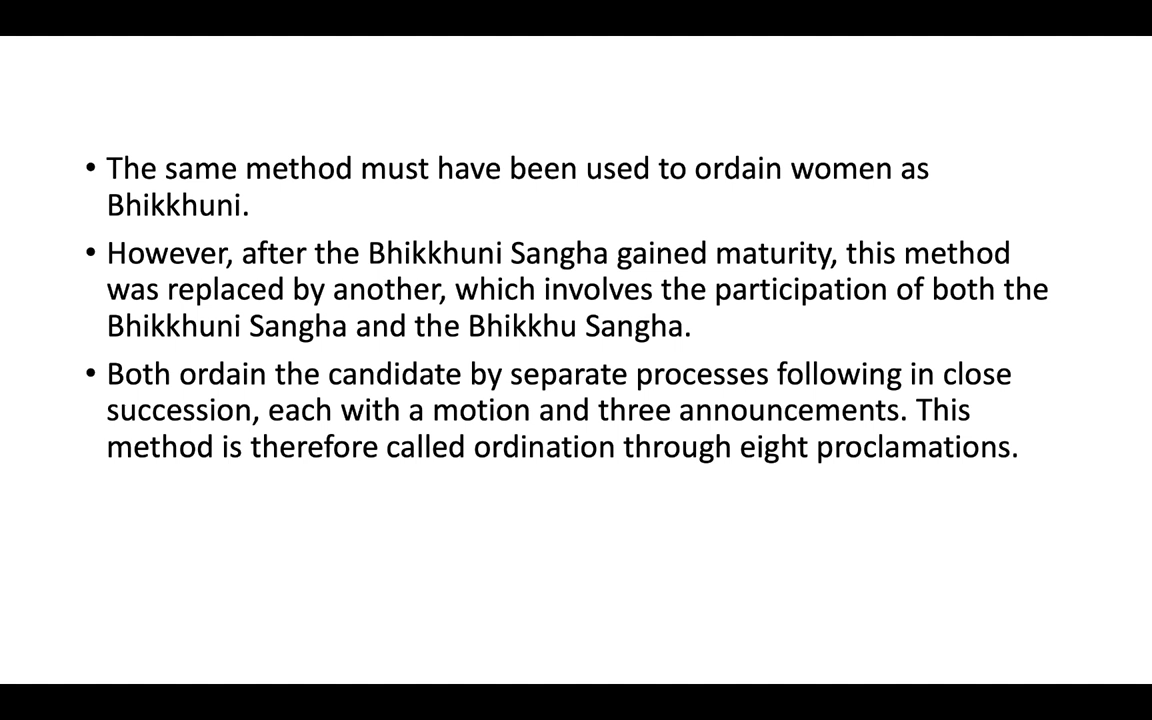 • The same method must have been used to ordain women as
Bhikkhuni.
• However, after the Bhikkhuni Sangha gained maturity, this method
was replaced by another, which involves the participation of both the
Bhikkhuni Sangha and the Bhikkhu Sangha.
• Both ordain the candidate by separate processes following in close
succession, each with a motion and three announcements. This
method is therefore called ordination through eight proclamations.